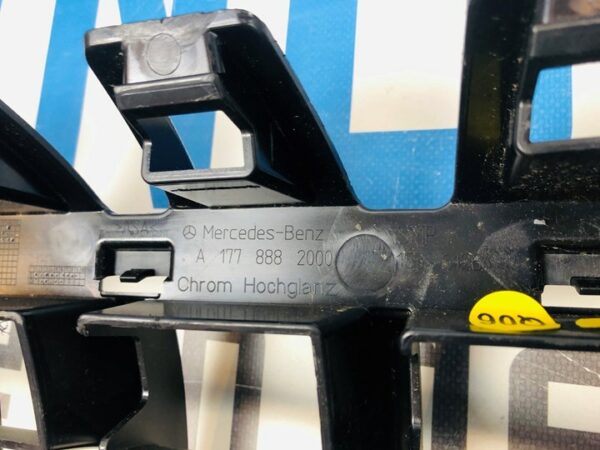 Mercedes-Benz
A 177 888 2000
Chrom Hochglanz